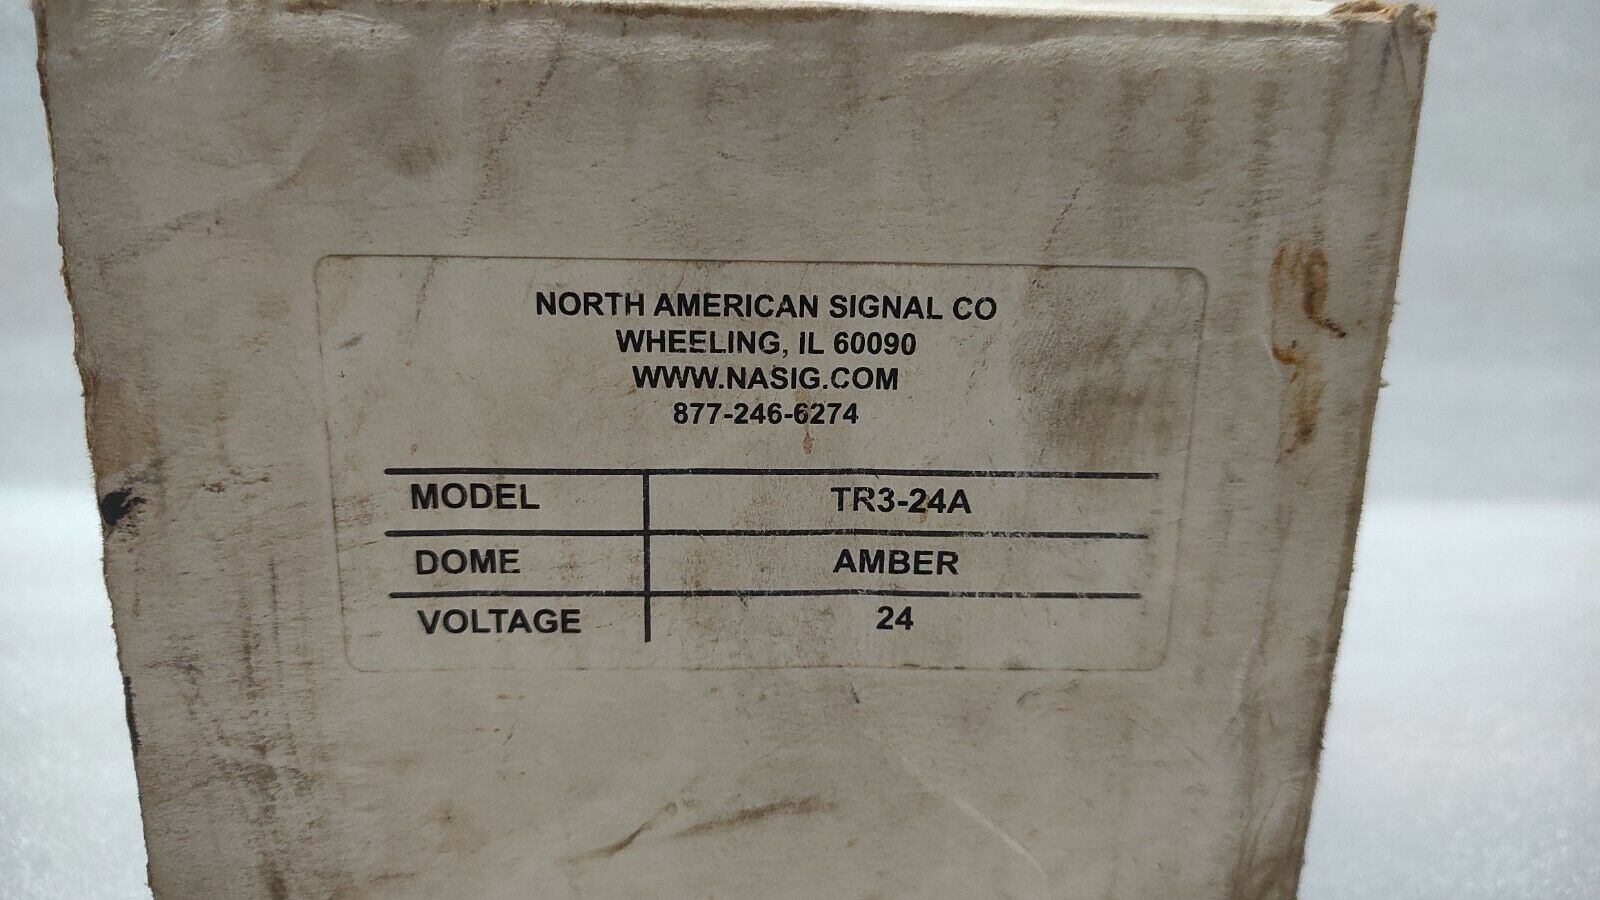 NORTH AMERICAN SIGNAL CO
WHEELING, IL 60090
WWW.NASIG.COM
877-246-6274
MODEL TR3-24A
DOME AMBER
VOLTAGE 24